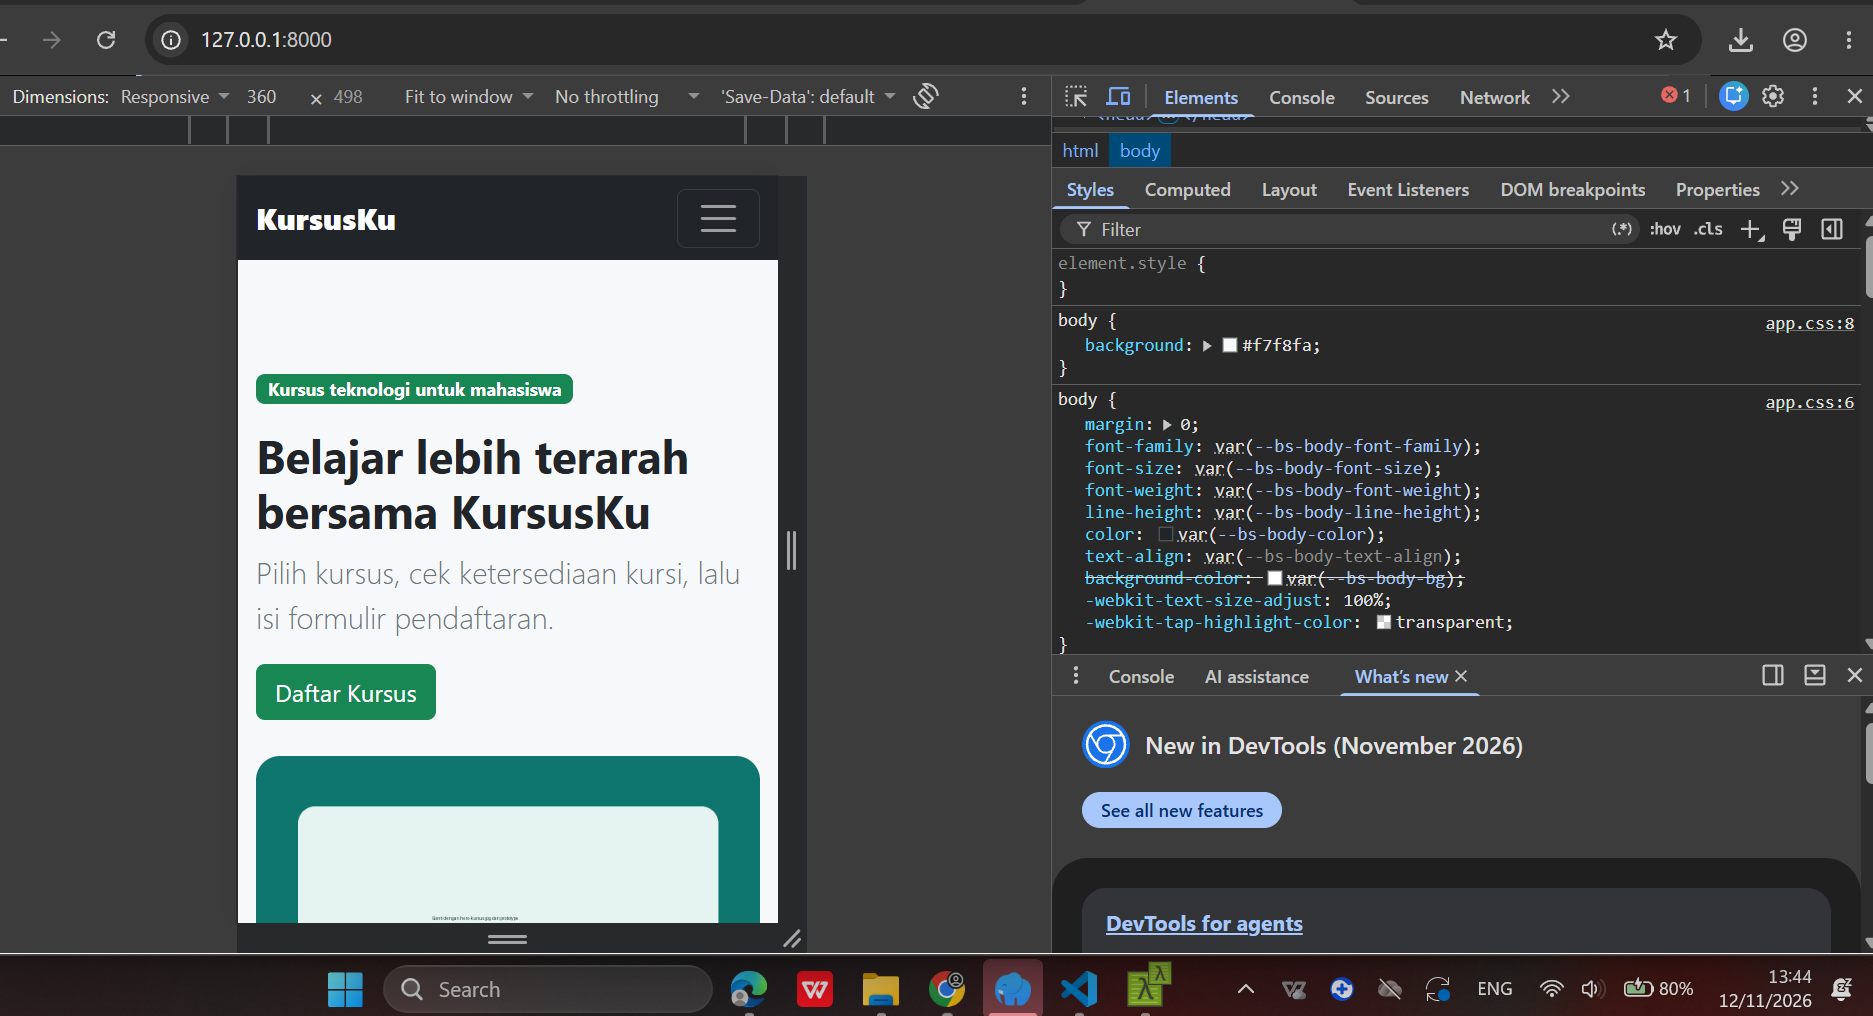 127.0.0.1:8000
Dimensions: Responsive 360 × 498 Fit to window No throttling 'Save-Data': default
Elements Console Sources Network 1
html body
Styles Computed Layout Event Listeners DOM breakpoints Properties
Filter :hov .cls
element.style {
}
body { app.css:8
background: #f7f8fa;
}
body { app.css:6
margin: 0;
font-family: var(--bs-body-font-family);
font-size: var(--bs-body-font-size);
font-weight: var(--bs-body-font-weight);
line-height: var(--bs-body-line-height);
color: var(--bs-body-color);
text-align: var(--bs-body-text-align);
background-color: var(--bs-body-bg);
-webkit-text-size-adjust: 100%;
-webkit-tap-highlight-color: transparent;
}
KursusKu
Kursus teknologi untuk mahasiswa
Belajar lebih terarah
bersama KursusKu
Pilih kursus, cek ketersediaan kursi, lalu
isi formulir pendaftaran.
Daftar Kursus
Console AI assistance What's new
New in DevTools (November 2026)
See all new features
DevTools for agents
Search
ENG
80%
13:44
12/11/2026